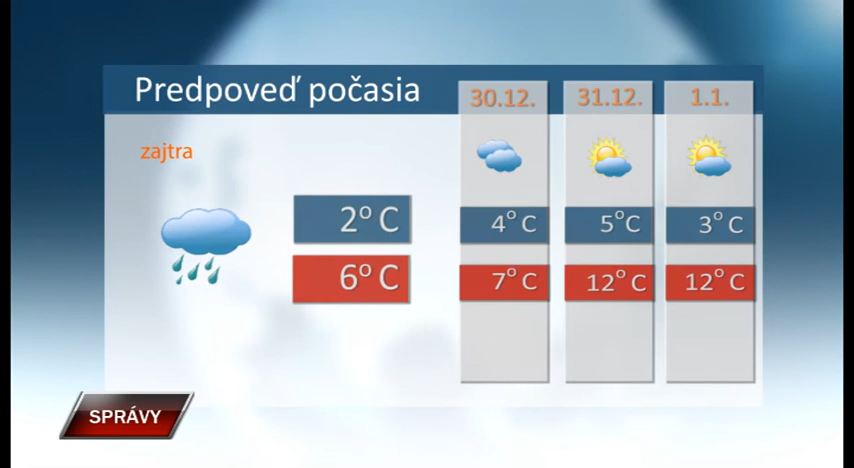 Predpoveď počasia
zajtra
2° C
6° C
30.12.
4° C
7° C
31.12.
5°C
12° C
1.1.
3° C
12° C
SPRÁVY